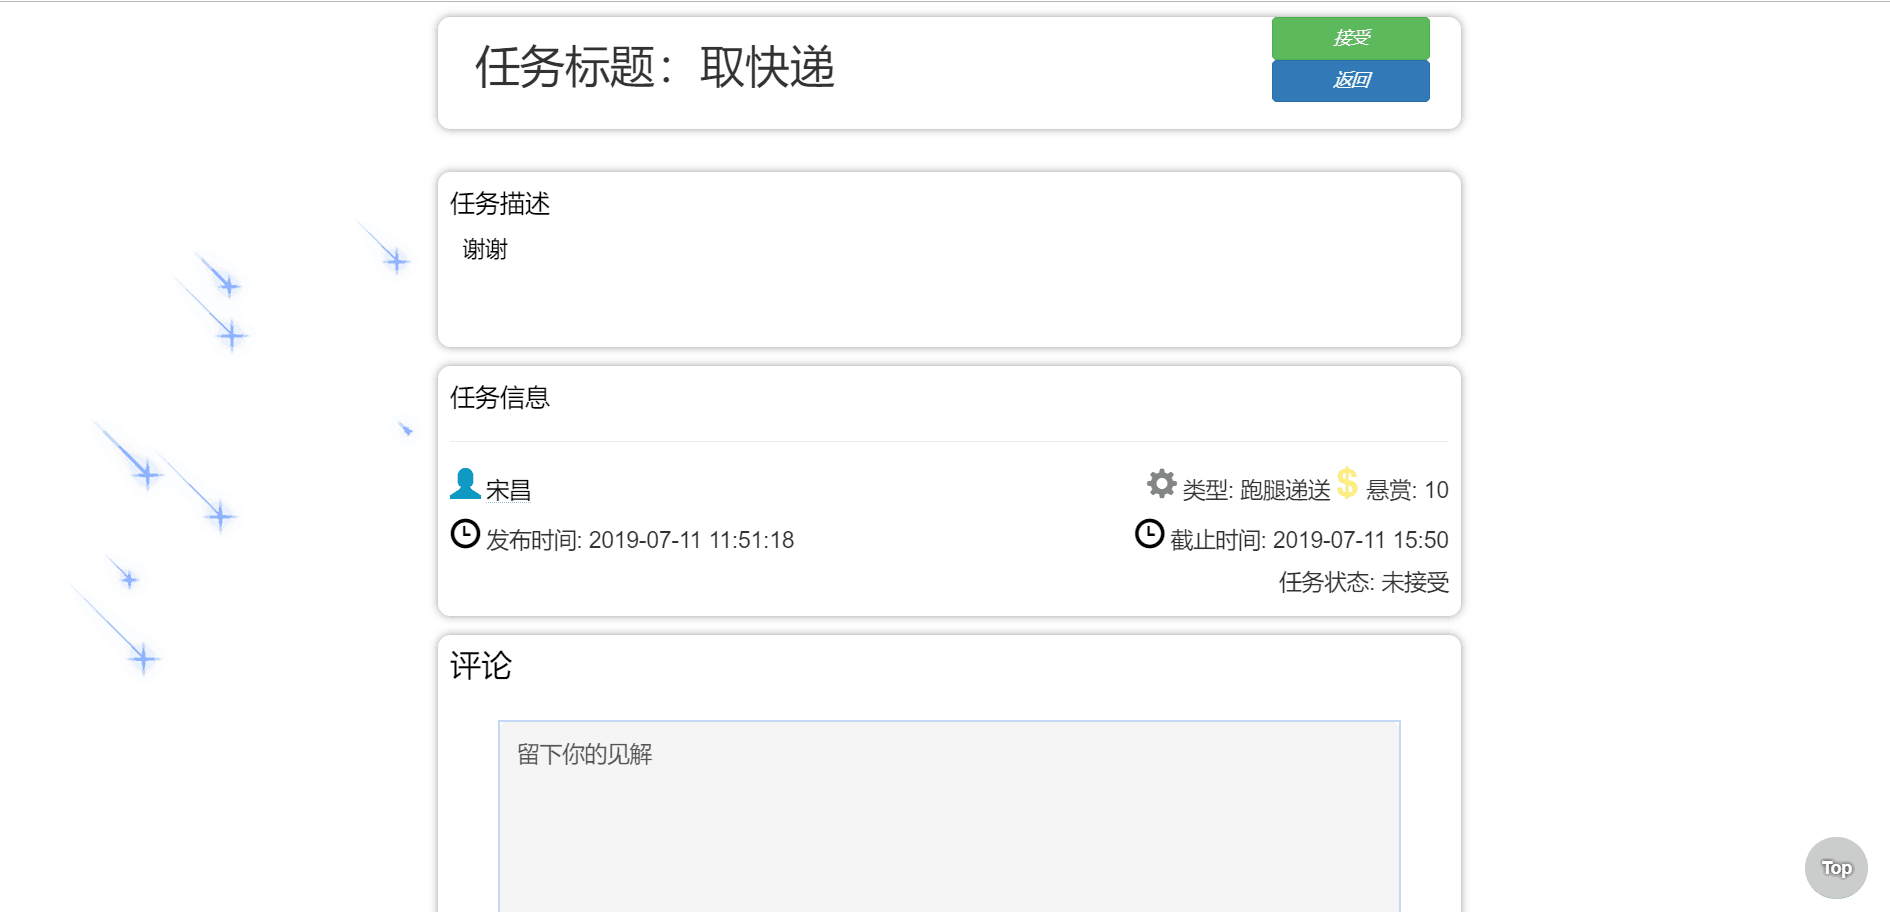 任务标题：取快递
接受
返回
任务描述
谢谢
任务信息
宋昌
类型: 跑腿递送 悬赏: 10
发布时间: 2019-07-11 11:51:18
截止时间: 2019-07-11 15:50
任务状态: 未接受
评论
留下你的见解
Top